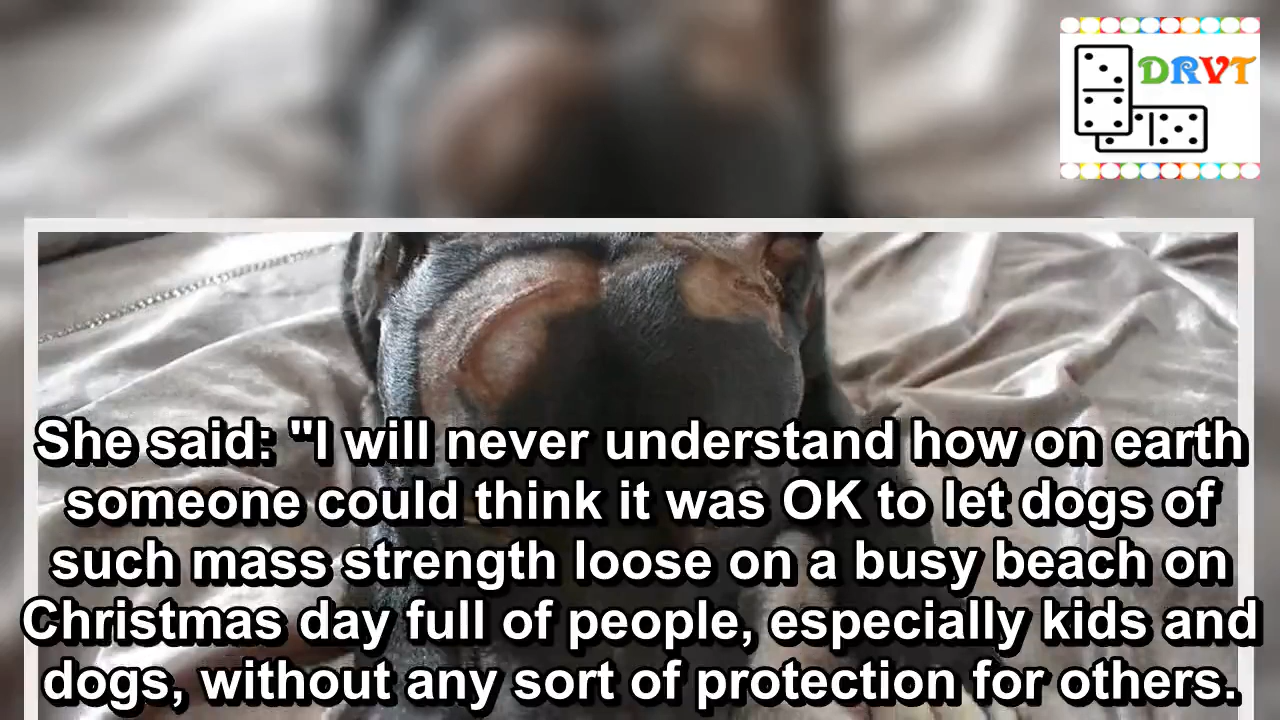 DRVT
She said: "I will never understand how on earth
someone could think it was OK to let dogs of
such mass strength loose on a busy beach on
Christmas day full of people, especially kids and
dogs, without any sort of protection for others.